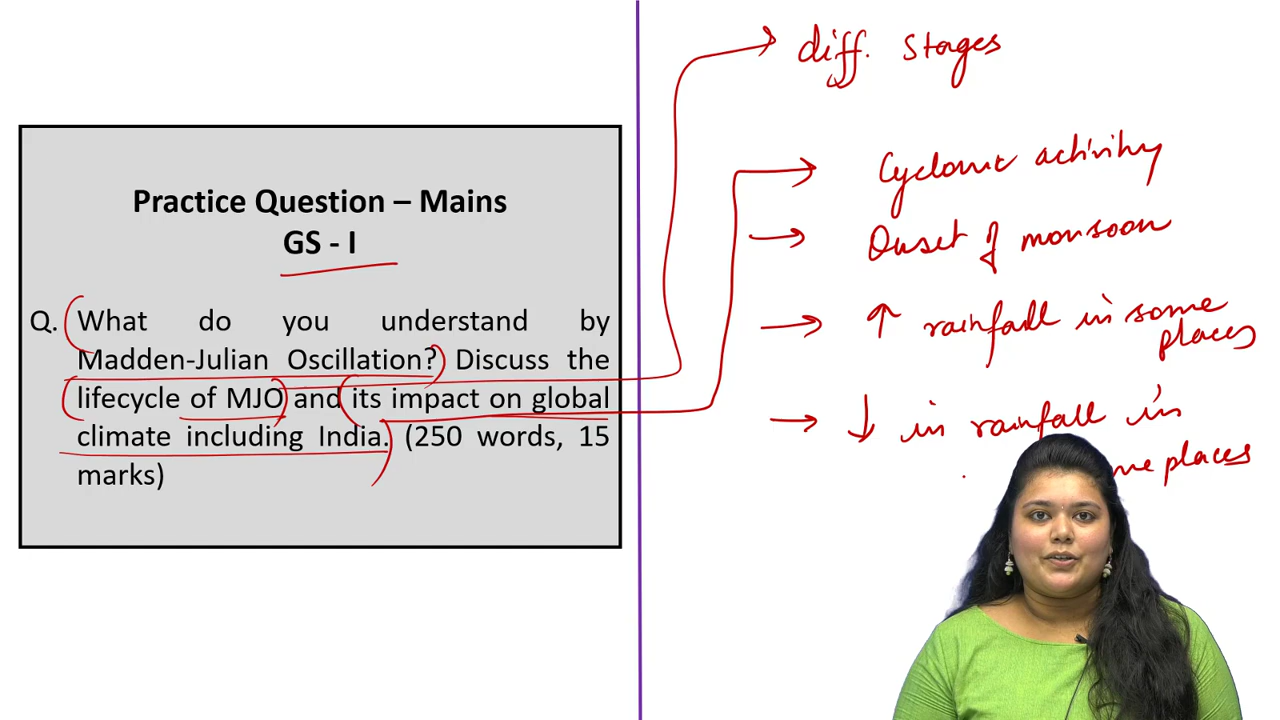 Practice Question – Mains
GS - I
Q. What do you understand by
Madden-Julian Oscillation? Discuss the
lifecycle of MJO and its impact on global
climate including India. (250 words, 15
marks)
diff. stages
Cyclonic activity
Onset of monsoon
↑ rainfall in some
places
↓ in rainfall in
places